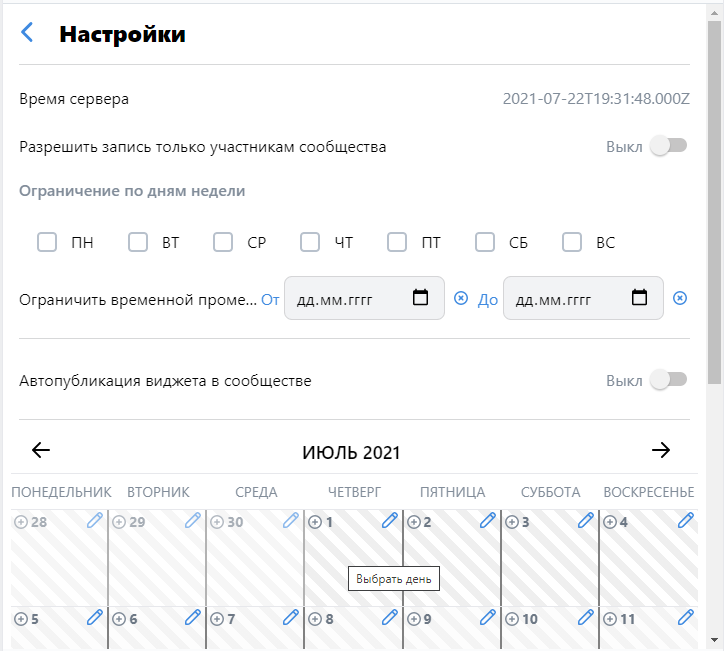 Настройки
Время сервера 2021-07-22T19:31:48.000Z
Разрешить запись только участникам сообщества Выкл
Ограничение по дням недели
ПН ВТ СР ЧТ ПТ СБ ВС
Ограничить временной проме... От дд.мм.гггг До дд.мм.гггг
Автопубликация виджета в сообществе Выкл
ИЮЛЬ 2021
ПОНЕДЕЛЬНИК ВТОРНИК СРЕДА ЧЕТВЕРГ ПЯТНИЦА СУББОТА ВОСКРЕСЕНЬЕ
28 29 30 1 2 3 4
Выбрать день
5 6 7 8 9 10 11